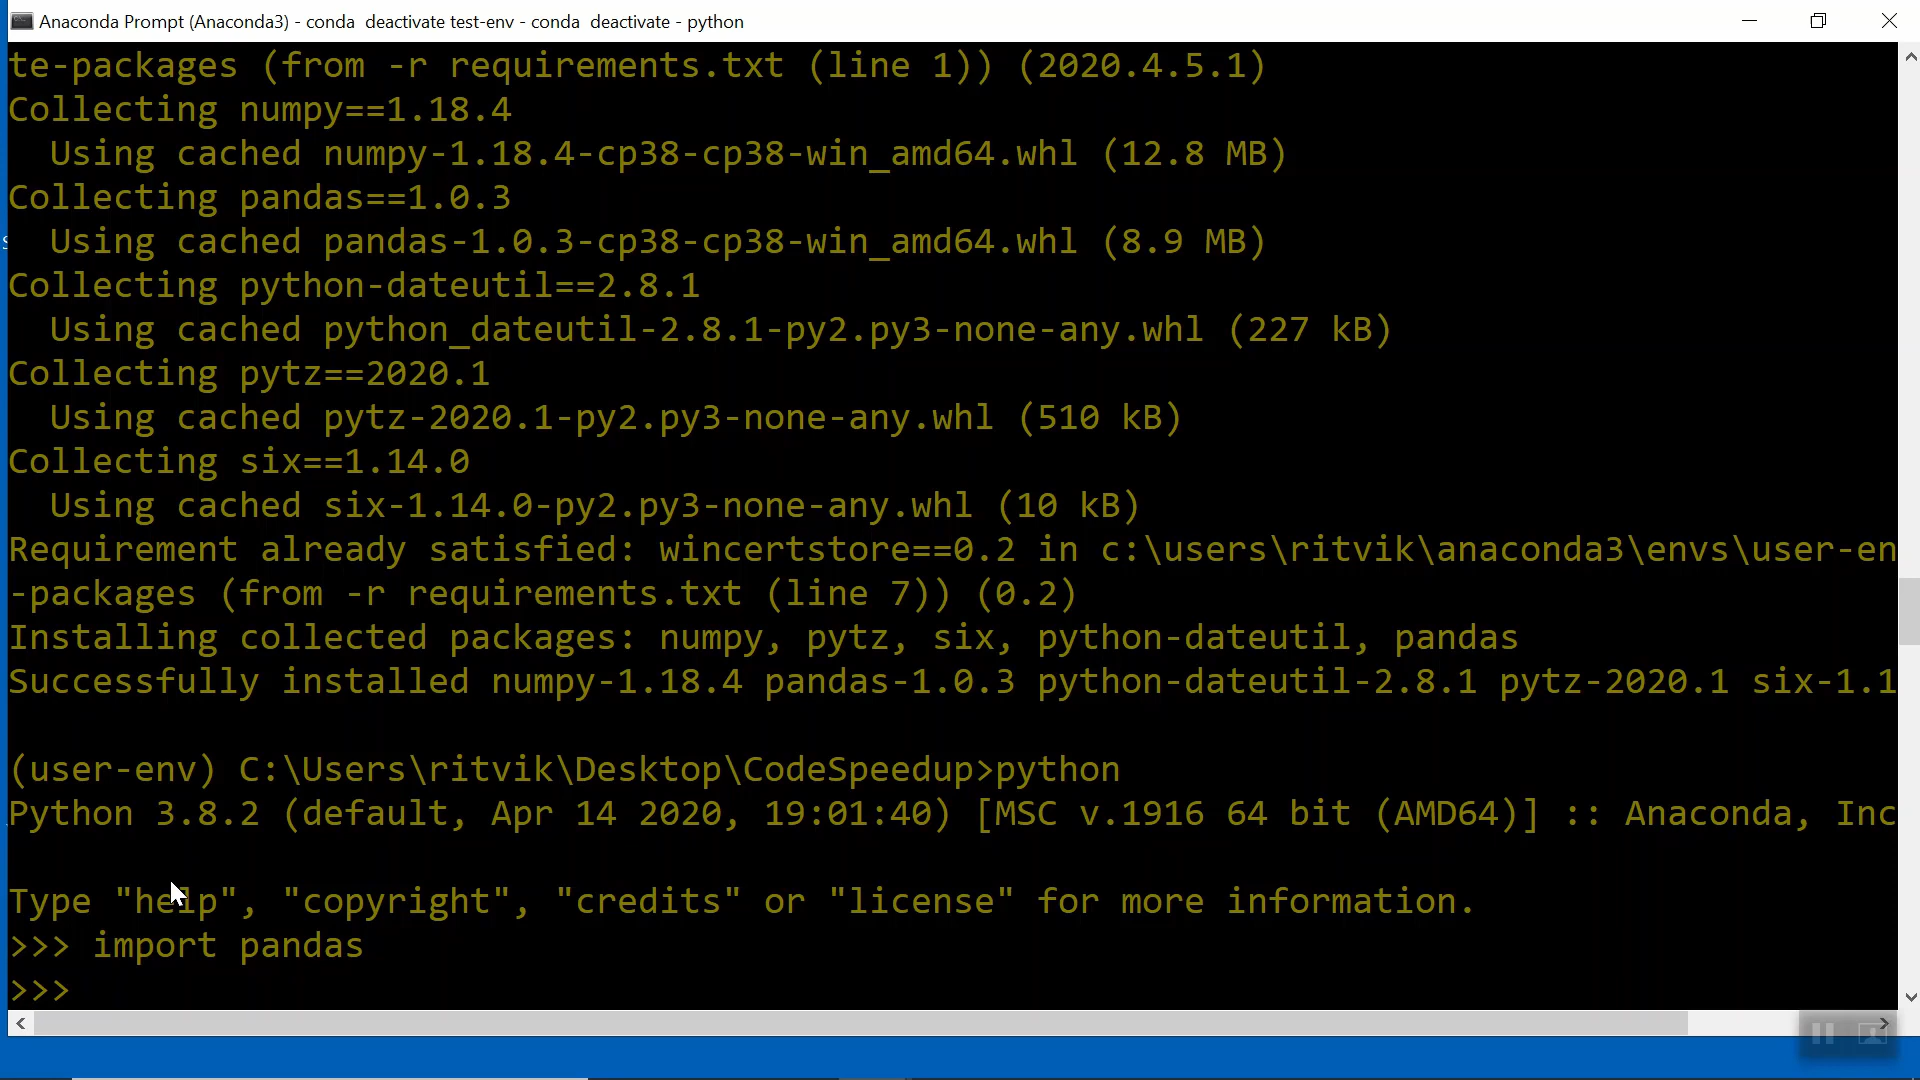 Anaconda Prompt (Anaconda3) - conda  deactivate test-env - conda  deactivate - python
te-packages (from -r requirements.txt (line 1)) (2020.4.5.1)
Collecting numpy==1.18.4
  Using cached numpy-1.18.4-cp38-cp38-win_amd64.whl (12.8 MB)
Collecting pandas==1.0.3
  Using cached pandas-1.0.3-cp38-cp38-win_amd64.whl (8.9 MB)
Collecting python-dateutil==2.8.1
  Using cached python_dateutil-2.8.1-py2.py3-none-any.whl (227 kB)
Collecting pytz==2020.1
  Using cached pytz-2020.1-py2.py3-none-any.whl (510 kB)
Collecting six==1.14.0
  Using cached six-1.14.0-py2.py3-none-any.whl (10 kB)
Requirement already satisfied: wincertstore==0.2 in c:\users\ritvik\anaconda3\envs\user-en
-packages (from -r requirements.txt (line 7)) (0.2)
Installing collected packages: numpy, pytz, six, python-dateutil, pandas
Successfully installed numpy-1.18.4 pandas-1.0.3 python-dateutil-2.8.1 pytz-2020.1 six-1.1
(user-env) C:\Users\ritvik\Desktop\CodeSpeedup>python
Python 3.8.2 (default, Apr 14 2020, 19:01:40) [MSC v.1916 64 bit (AMD64)] :: Anaconda, Inc
Type "help", "copyright", "credits" or "license" for more information.
>>> import pandas
>>>